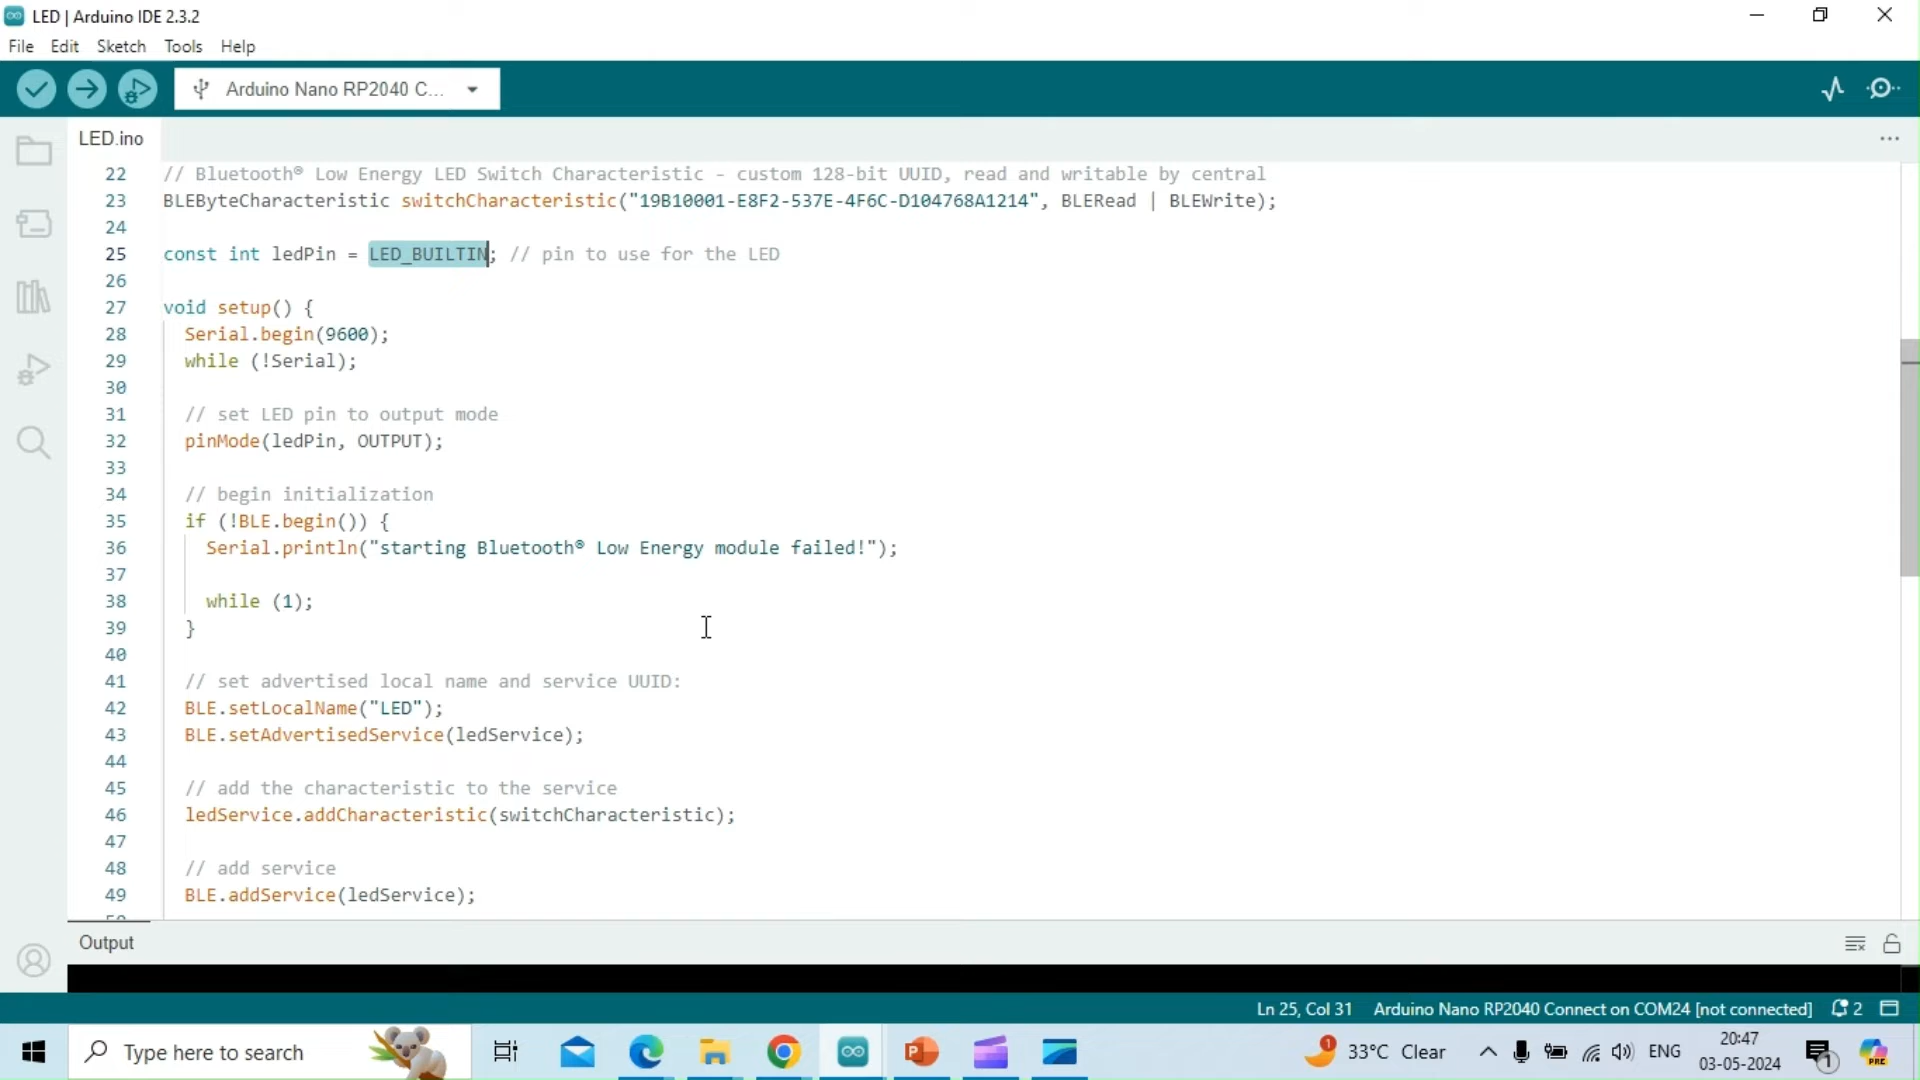 LED | Arduino IDE 2.3.2
File Edit Sketch Tools Help
Arduino Nano RP2040 C...
LED.ino
22 // Bluetooth® Low Energy LED Switch Characteristic - custom 128-bit UUID, read and writable by central
23 BLEByteCharacteristic switchCharacteristic("19B10001-E8F2-537E-4F6C-D104768A1214", BLERead | BLEWrite);
24
25 const int ledPin = LED_BUILTIN; // pin to use for the LED
26
27 void setup() {
28 Serial.begin(9600);
29 while (!Serial);
30
31 // set LED pin to output mode
32 pinMode(ledPin, OUTPUT);
33
34 // begin initialization
35 if (!BLE.begin()) {
36 Serial.println("starting Bluetooth® Low Energy module failed!");
37
38 while (1);
39 }
40
41 // set advertised local name and service UUID:
42 BLE.setLocalName("LED");
43 BLE.setAdvertisedService(ledService);
44
45 // add the characteristic to the service
46 ledService.addCharacteristic(switchCharacteristic);
47
48 // add service
49 BLE.addService(ledService);
Output
Ln 25, Col 31 Arduino Nano RP2040 Connect on COM24 [not connected] 2
Type here to search
1 33°C Clear ENG
20:47
03-05-2024
1
PRE